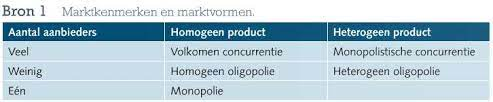 Bron 1 Marktkenmerken en marktvormen.
Aantal aanbieders Homogeen product Heterogeen product
Veel Volkomen concurrentie Monopolistische concurrentie
Weinig Homogeen oligopolie Heterogeen oligopolie
Eén Monopolie